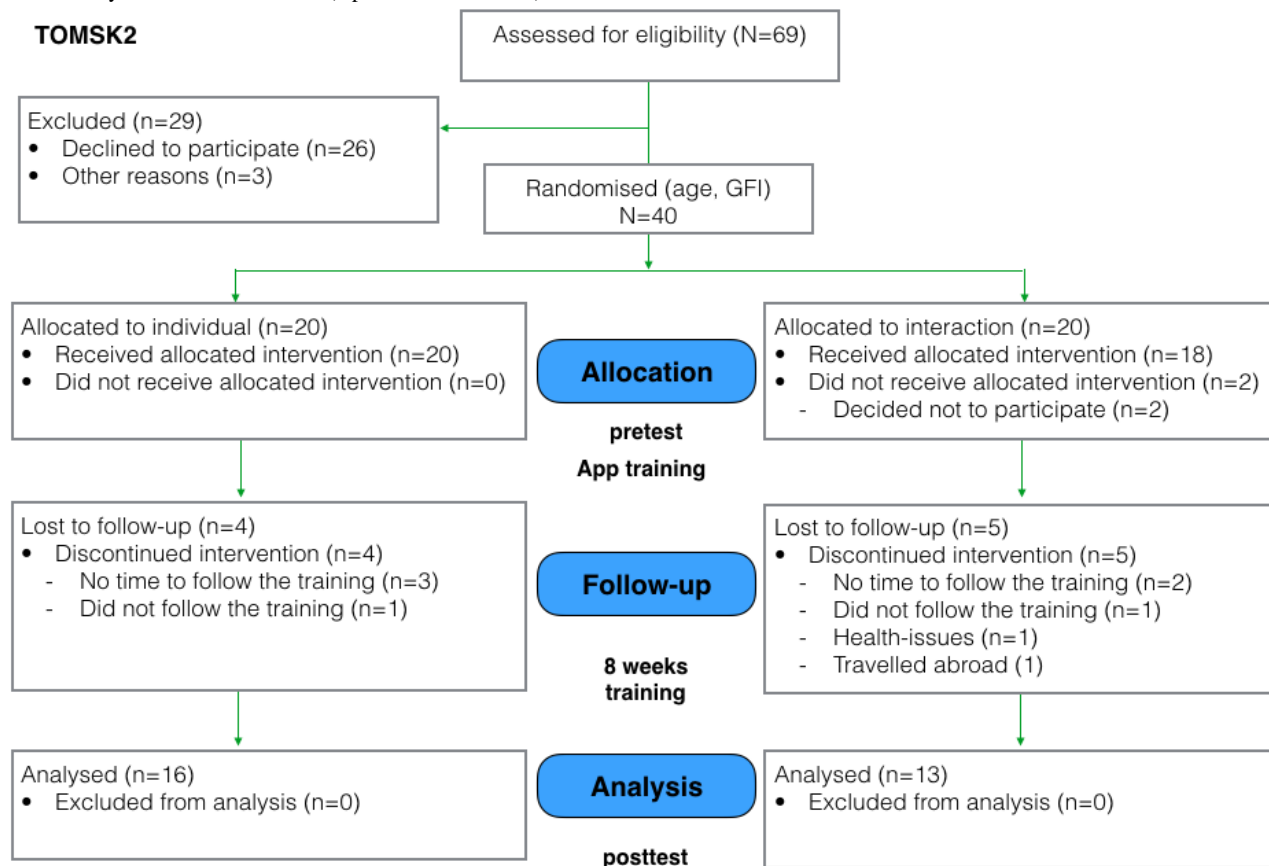 TOMSK2
Assessed for eligibility (N=69)
Excluded (n=29)
• Declined to participate (n=26)
• Other reasons (n=3)
Randomised (age, GFI)
N=40
Allocated to individual (n=20)
• Received allocated intervention (n=20)
• Did not receive allocated intervention (n=0)
Allocation
pretest
App training
Allocated to interaction (n=20)
• Received allocated intervention (n=18)
• Did not receive allocated intervention (n=2)
- Decided not to participate (n=2)
Lost to follow-up (n=4)
• Discontinued intervention (n=4)
- No time to follow the training (n=3)
- Did not follow the training (n=1)
Follow-up
8 weeks
training
Lost to follow-up (n=5)
• Discontinued intervention (n=5)
- No time to follow the training (n=2)
- Did not follow the training (n=1)
- Health-issues (n=1)
- Travelled abroad (1)
Analysed (n=16)
• Excluded from analysis (n=0)
Analysis
posttest
Analysed (n=13)
• Excluded from analysis (n=0)